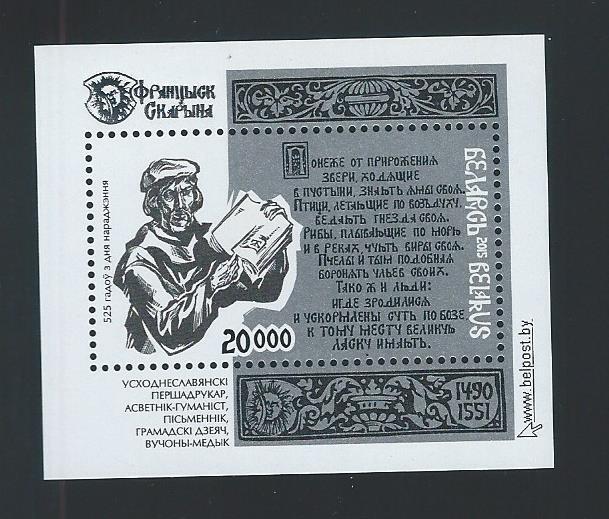 Францыск
Скарына
525 гадоў з дня нараджэння
Понеже от прирожения
звери, ходящие
в пустыни, знають ямы своя.
Птици, летающие по воздуху,
ведають гнезда своя.
Рибы, плывающие по морю
и в реках, чують виры своя.
Пчелы и тым подобная
боронять ульев своих.
Тако ж и люди:
игде зродилися
и ускормлены суть по бозе,
к тому месту великую
ласку имають.
БЕЛАРУСЬ 2015 BELARUS
20 000
УСХОДНЕСЛАВЯНСКІ
ПЕРШАДРУКАР,
АСВЕТНІК-ГУМАНІСТ,
ПІСЬМЕННІК,
ГРАМАДСКІ ДЗЕЯЧ,
ВУЧОНЫ-МЕДЫК
1490
1551
www.belpost.by